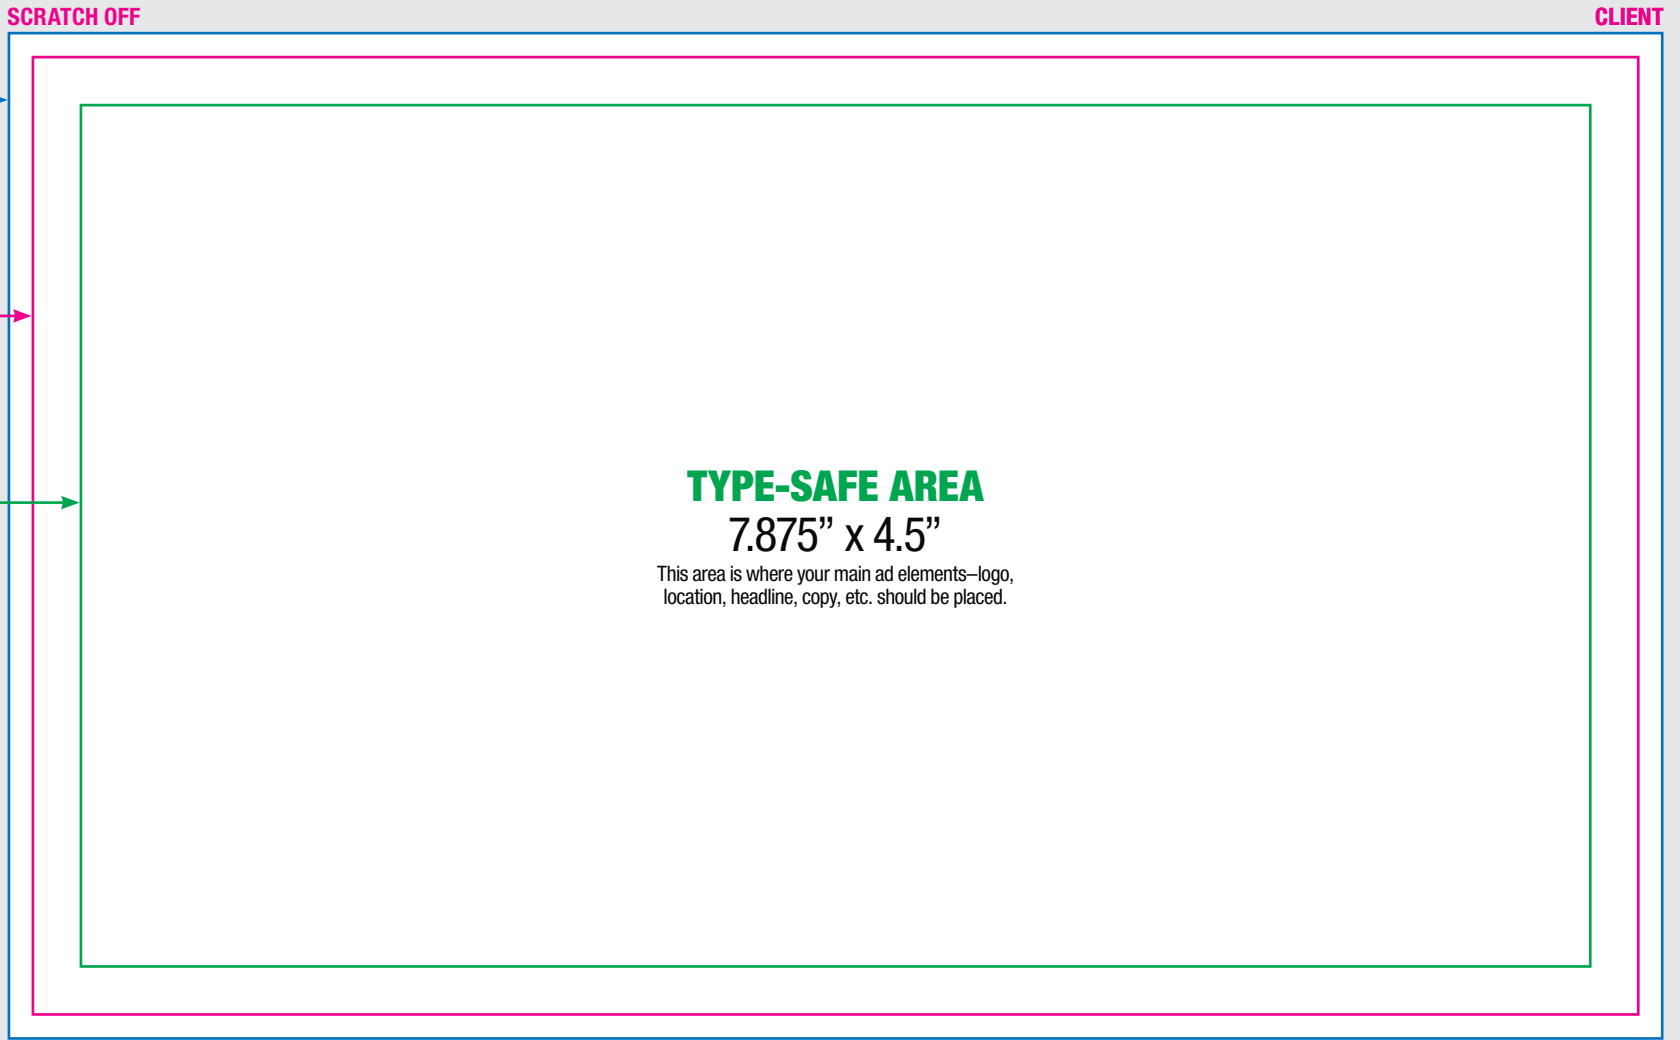 SCRATCH OFF
CLIENT
TYPE-SAFE AREA
7.875” x 4.5”
This area is where your main ad elements–logo,
location, headline, copy, etc. should be placed.